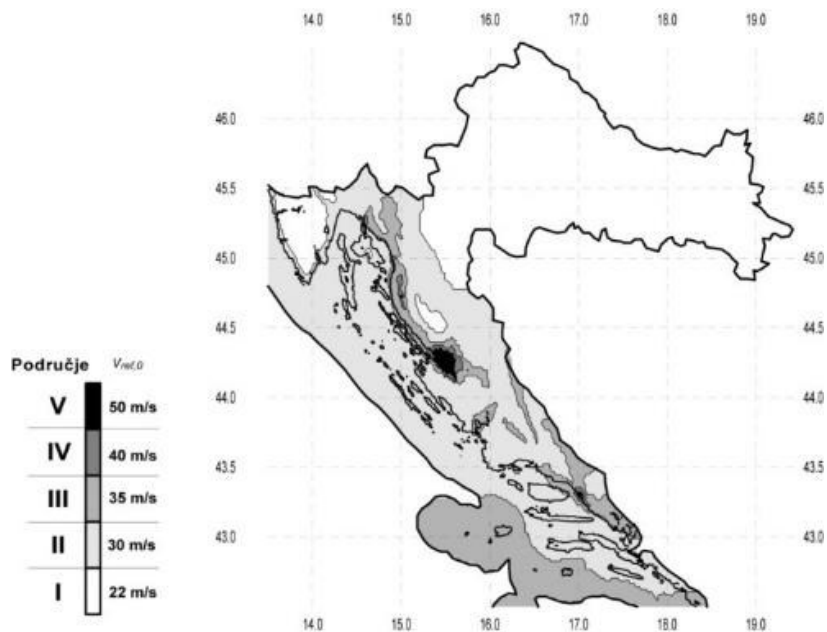 14.0 15.0 16.0 17.0 18.0 19.0
46.0 46.0
45.5 45.5
45.0 45.0
44.5 44.5
44.0 44.0
43.5 43.5
43.0 43.0
14.0 15.0 16.0 17.0 18.0 19.0
Područje Vref,0
V 50 m/s
IV 40 m/s
III 35 m/s
II 30 m/s
I 22 m/s